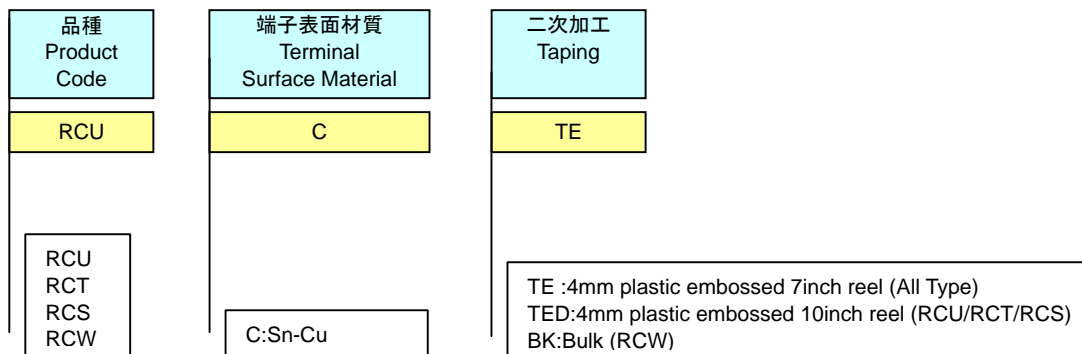 品種
Product
Code
端子表面材質
Terminal
Surface Material
二次加工
Taping
RCU
C
TE
RCU
RCT
RCS
RCW
C:Sn-Cu
TE :4mm plastic embossed 7inch reel (All Type)
TED:4mm plastic embossed 10inch reel (RCU/RCT/RCS)
BK:Bulk (RCW)